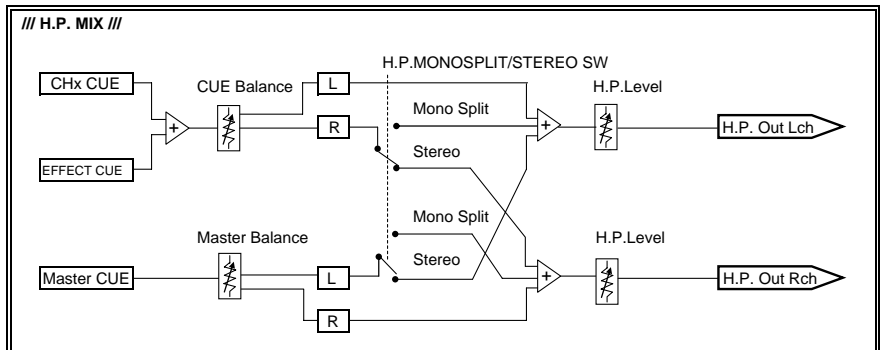 /// H.P. MIX ///
H.P.MONOSPLIT/STEREO SW
CHx CUE
CUE Balance
L
H.P.Level
Mono Split
+
R
+
H.P. Out Lch
Stereo
EFFECT CUE
Mono Split
Master Balance
H.P.Level
Stereo
Master CUE
L
+
H.P. Out Rch
R